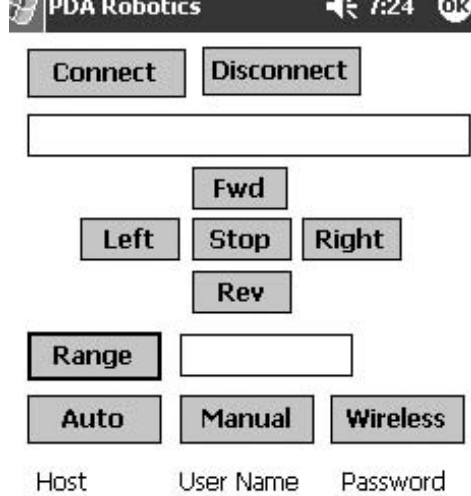 PDA Robotics 7:24 ok
Connect Disconnect
Fwd
Left Stop Right
Rev
Range
Auto Manual Wireless
Host User Name Password